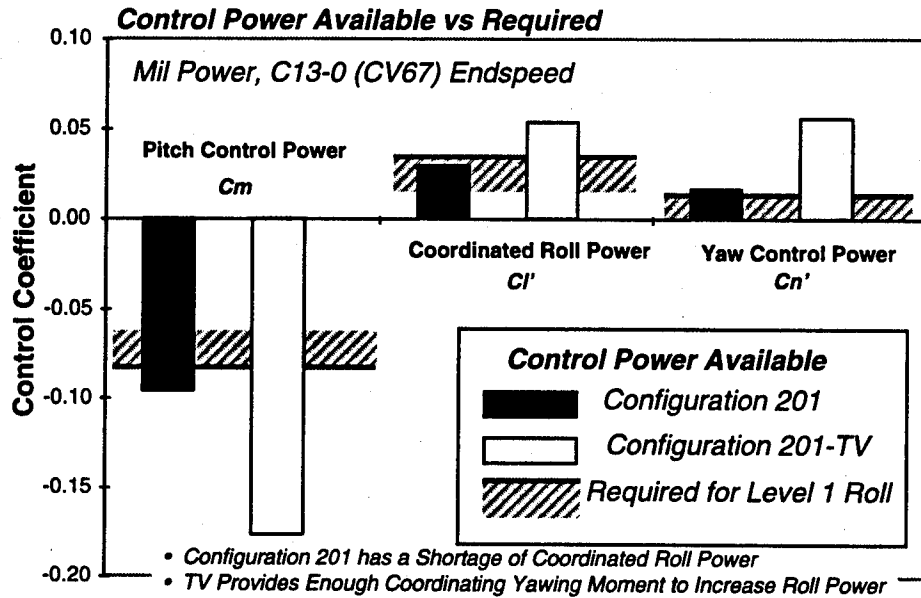 Control Power Available vs Required
0.10
Mil Power, C13-0 (CV67) Endspeed
0.05
Pitch Control Power
Cm
0.00
Coordinated Roll Power
Cl'
Yaw Control Power
Cn'
Control Coefficient
-0.05
-0.10
-0.15
-0.20
Control Power Available
Configuration 201
Configuration 201-TV
Required for Level 1 Roll
• Configuration 201 has a Shortage of Coordinated Roll Power
• TV Provides Enough Coordinating Yawing Moment to Increase Roll Power